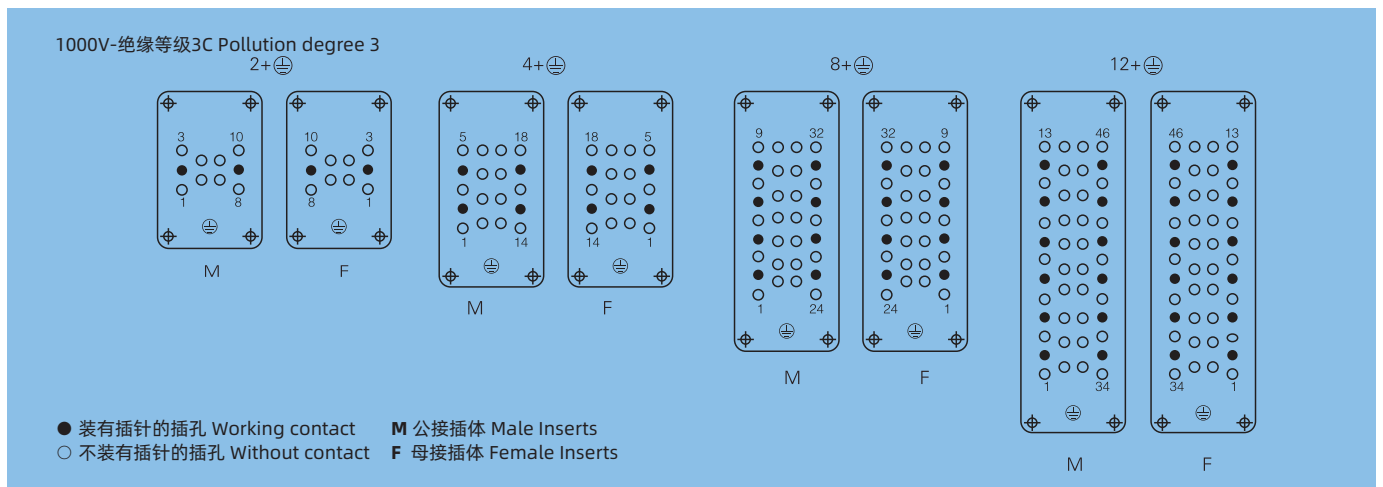 1000V-绝缘等级3C Pollution degree 3
2+ 4+ 8+ 12+
3 10 10 3 5 18 18 5 9 32 32 9 13 46 46 13
1 8 8 1 1 14 14 1 1 24 24 1 1 34 34 1
M F M F M F M F
● 装有插针的插孔 Working contact M 公接插体 Male Inserts
○ 不装有插针的插孔 Without contact F 母接插体 Female Inserts